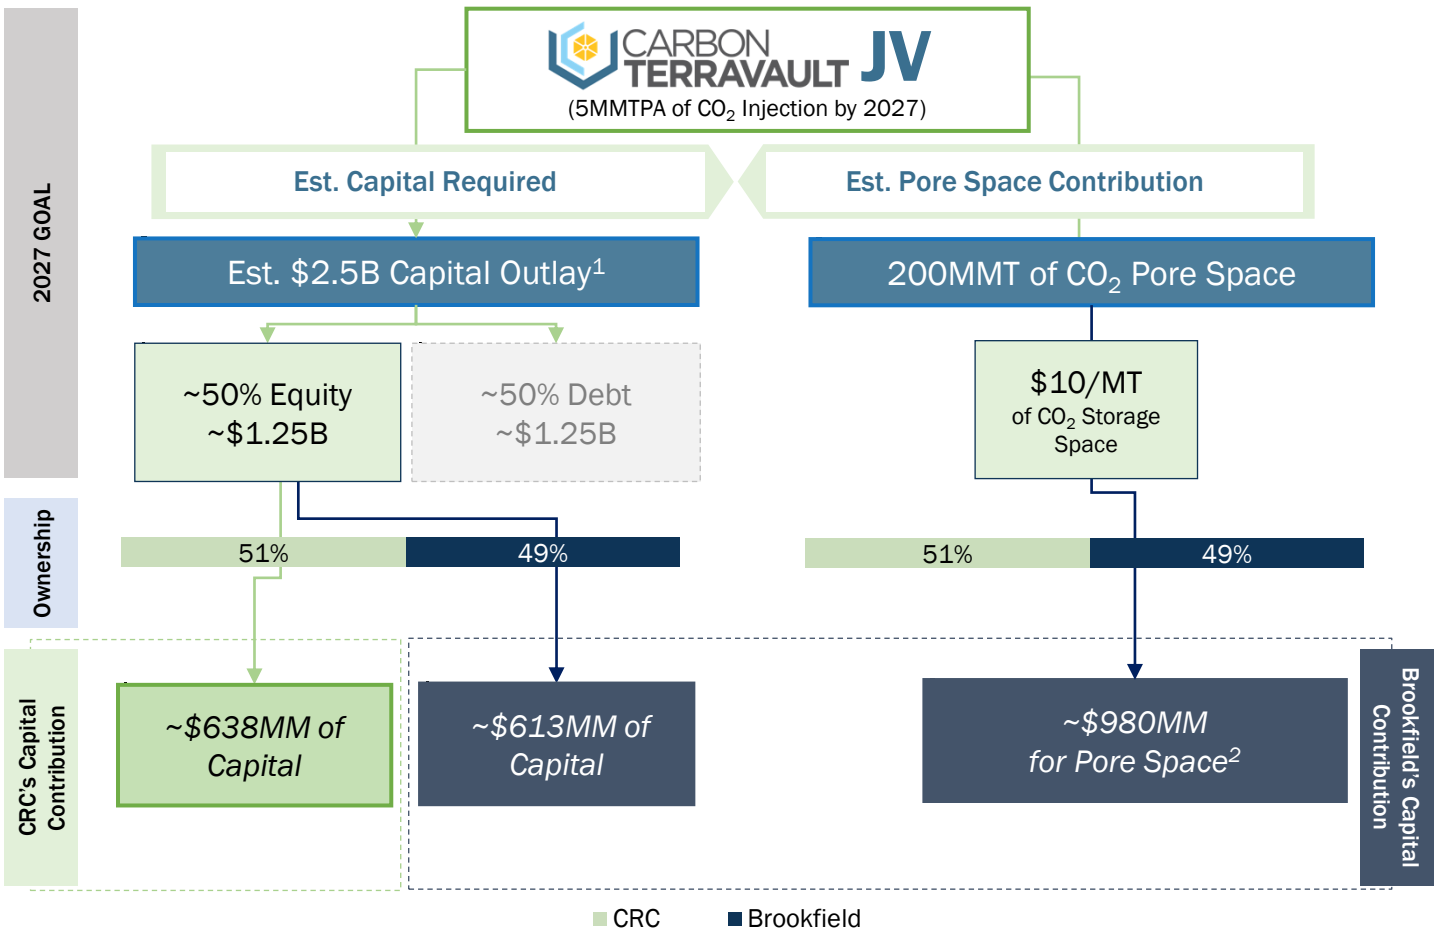 CARBON
TERRAVAULT JV
(5MMTPA of CO2 Injection by 2027)
2027 GOAL
Est. Capital Required
Est. Pore Space Contribution
Est. $2.5B Capital Outlay1
200MMT of CO2 Pore Space
~50% Equity
~$1.25B
~50% Debt
~$1.25B
$10/MT
of CO2 Storage
Space
Ownership
51%
49%
51%
49%
CRC's Capital
Contribution
~$638MM of
Capital
~$613MM of
Capital
~$980MM
for Pore Space2
Brookfield's Capital
Contribution
CRC
Brookfield